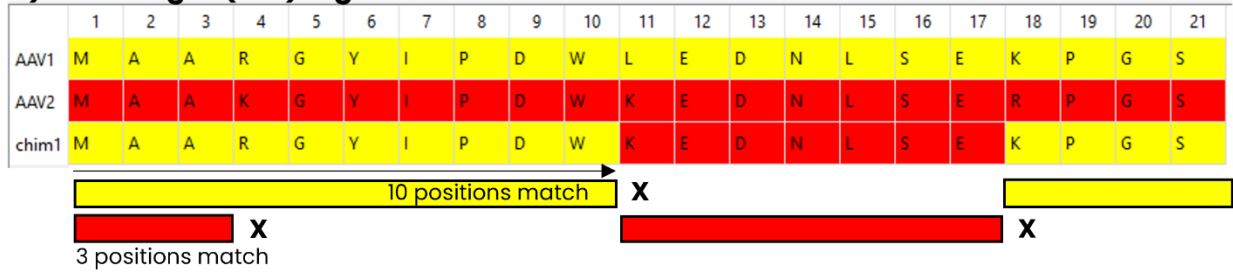 1 2 3 4 5 6 7 8 9 10 11 12 13 14 15 16 17 18 19 20 21
AAV1 M A A R G Y I P D W L E D N L S E K P G S
AAV2 M A A K G Y I P D W K E D N L S E R P G S
chim1 M A A R G Y I P D W K E D N L S E K P G S
10 positions match X
X X
3 positions match